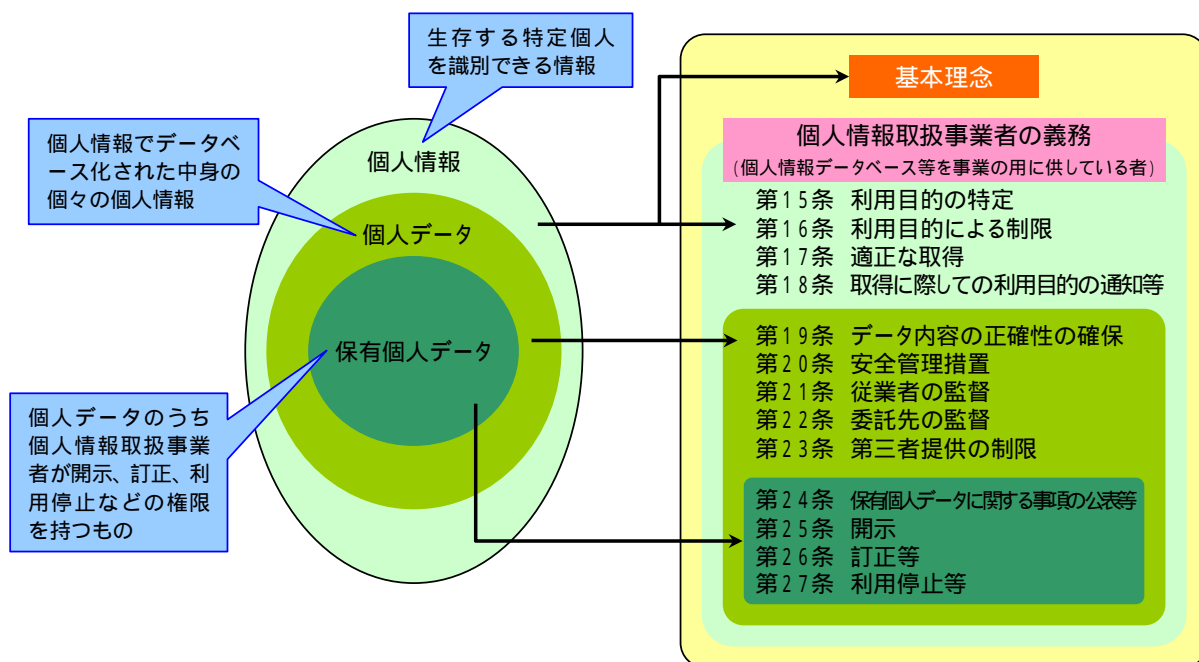 生存する特定個人
を識別できる情報
個人情報でデータベ
ース化された中身の
個々の個人情報
個人データのうち
個人情報取扱事業
者が開示、訂正、利
用停止などの権限
を持つもの
個人情報
個人データ
保有個人データ
基本理念
個人情報取扱事業者の義務
(個人情報データベース等を事業の用に供している者)
第15条 利用目的の特定
第16条 利用目的による制限
第17条 適正な取得
第18条 取得に際しての利用目的の通知等
第19条 データ内容の正確性の確保
第20条 安全管理措置
第21条 従業者の監督
第22条 委託先の監督
第23条 第三者提供の制限
第24条 保有個人データに関する事項の公表等
第25条 開示
第26条 訂正等
第27条 利用停止等